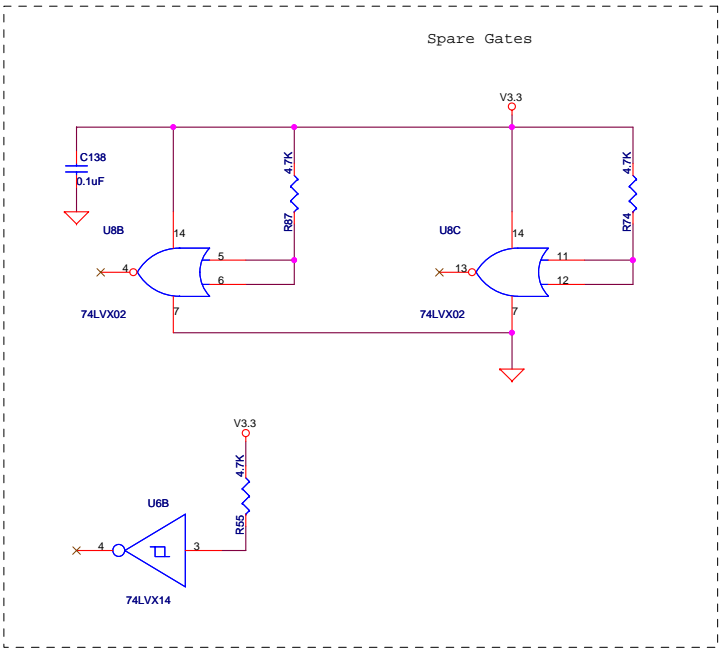 Spare Gates
V3.3
C138
0.1uF
4.7K
R87
4.7K
R74
U8B
14
5
6
4
7
74LVX02
U8C
14
11
12
13
7
74LVX02
V3.3
4.7K
R55
U6B
4
3
74LVX14